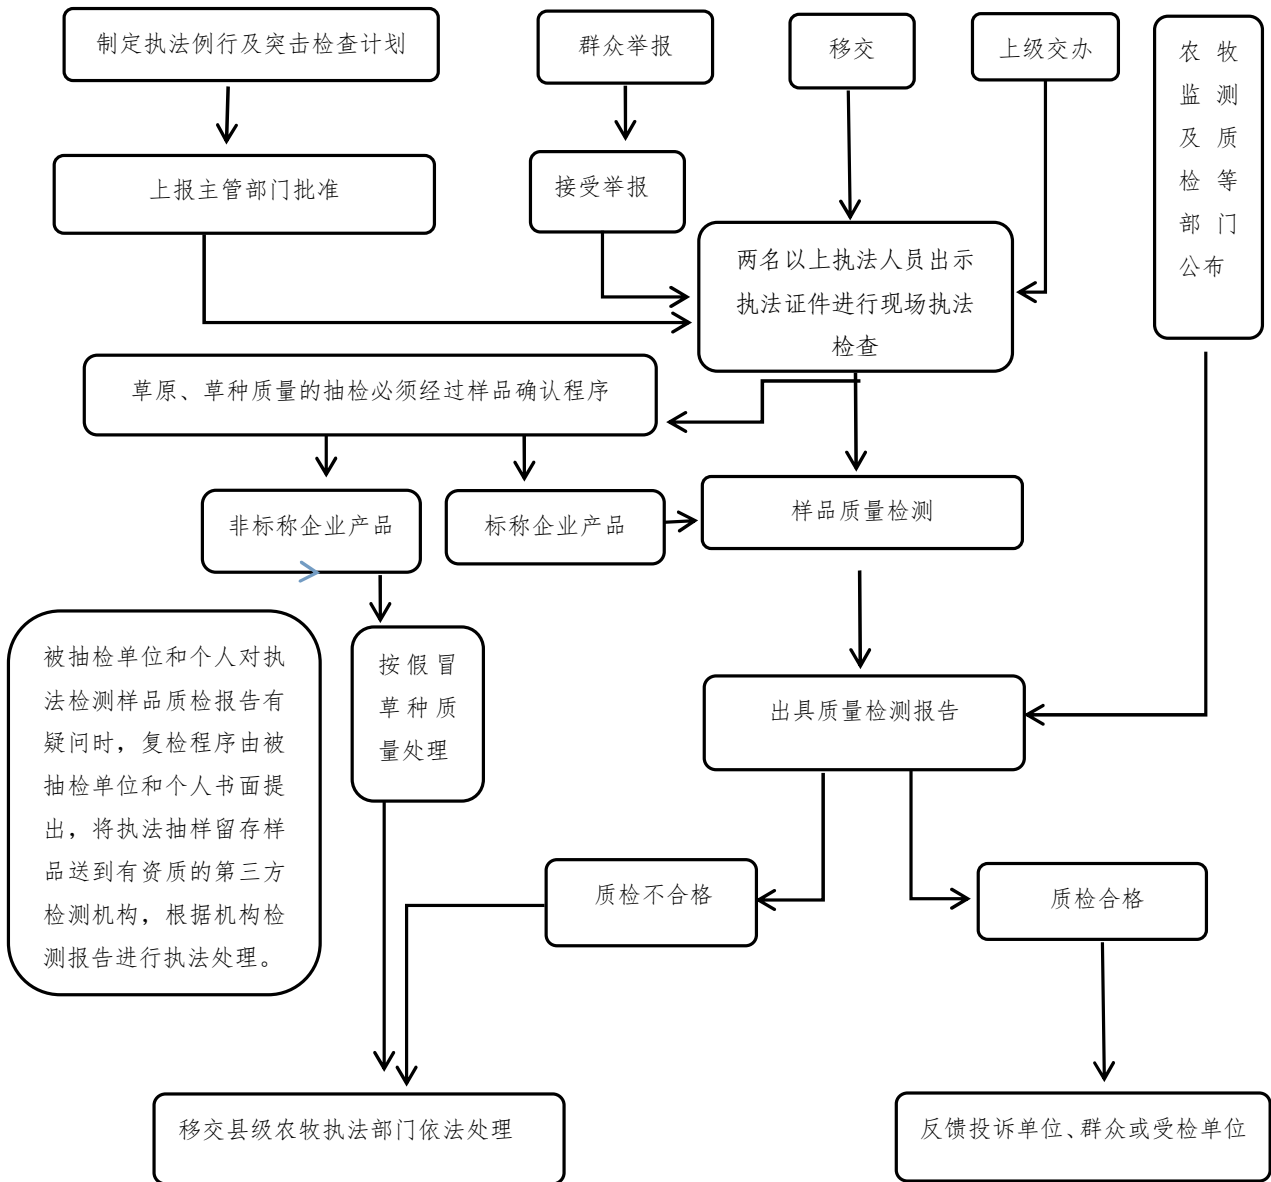 制定执法例行及突击检查计划
群众举报
移交
上级交办
农牧
监测
及质
检等
部门
公布
上报主管部门批准
接受举报
两名以上执法人员出示
执法证件进行现场执法
检查
草原、草种质量的抽检必须经过样品确认程序
非标称企业产品
标称企业产品
样品质量检测
被抽检单位和个人对执
法检测样品质检报告有
疑问时，复检程序由被
抽检单位和个人书面提
出，将执法抽样留存样
品送到有资质的第三方
检测机构，根据机构检
测报告进行执法处理。
按假冒
草种质
量处理
出具质量检测报告
质检不合格
质检合格
移交县级农牧执法部门依法处理
反馈投诉单位、群众或受检单位